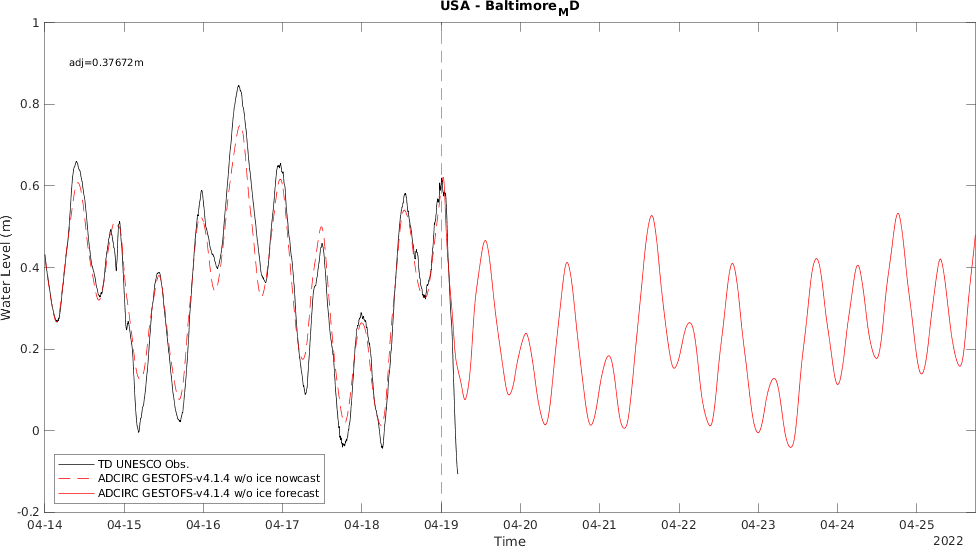 USA - Baltimore_MD
1
adj=0.37672m
0.8
0.6
0.4
0.2
0
-0.2
Water Level (m)
TD UNESCO Obs.
ADCIRC GESTOFS-v4.1.4 w/o ice nowcast
ADCIRC GESTOFS-v4.1.4 w/o ice forecast
04-14 04-15 04-16 04-17 04-18 04-19 04-20 04-21 04-22 04-23 04-24 04-25
Time
2022